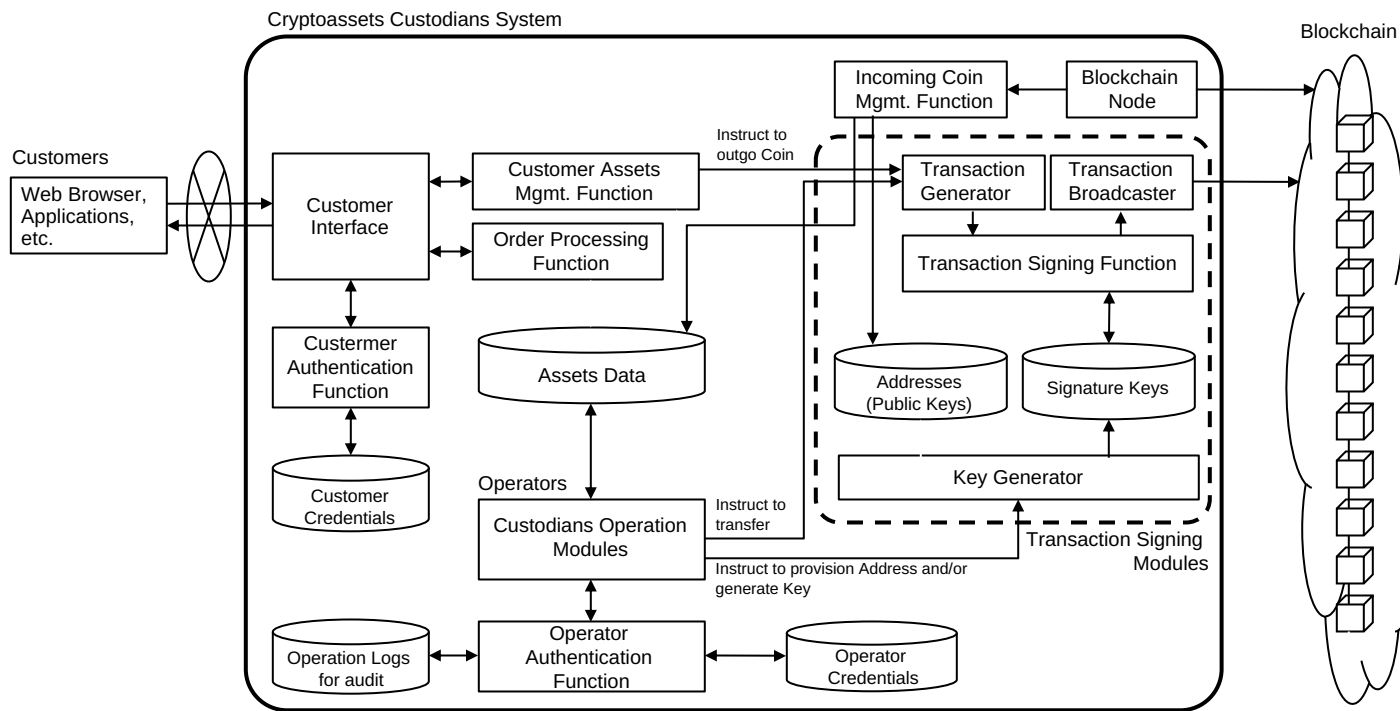 Cryptoassets Custodians System
Blockchain
Incoming Coin
Mgmt. Function
Blockchain
Node
Customers
Web Browser,
Applications,
etc.
Customer
Interface
Customer Assets
Mgmt. Function
Instruct to
outgo Coin
Transaction
Generator
Transaction
Broadcaster
Order Processing
Function
Transaction Signing Function
Custermer
Authentication
Function
Assets Data
Addresses
(Public Keys)
Signature Keys
Customer
Credentials
Operators
Custodians Operation
Modules
Instruct to
transfer
Key Generator
Instruct to provision Address and/or
generate Key
Transaction Signing
Modules
Operation Logs
for audit
Operator
Authentication
Function
Operator
Credentials